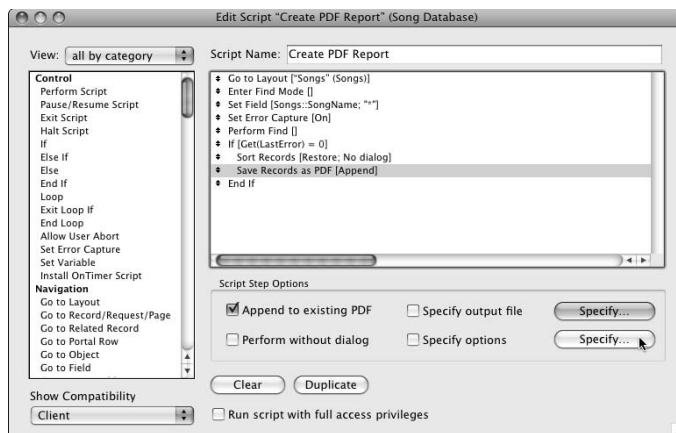 Edit Script “Create PDF Report” (Song Database)
View: all by category
Script Name: Create PDF Report
Control
Perform Script
Pause/Resume Script
Exit Script
Halt Script
If
Else If
Else
End If
Loop
Exit Loop If
End Loop
Allow User Abort
Set Error Capture
Set Variable
Install OnTimer Script
Navigation
Go to Layout
Go to Record/Request/Page
Go to Related Record
Go to Portal Row
Go to Object
Go to Field
Go to Layout ["Songs" (Songs)]
Enter Find Mode []
Set Field [Songs::SongName; "*"]
Set Error Capture [On]
Perform Find []
If [Get(LastError) = 0]
Sort Records [Restore; No dialog]
Save Records as PDF [Append]
End If
Script Step Options
Append to existing PDF
Specify output file
Specify...
Perform without dialog
Specify options
Specify...
Clear
Duplicate
Show Compatibility
Client
Run script with full access privileges